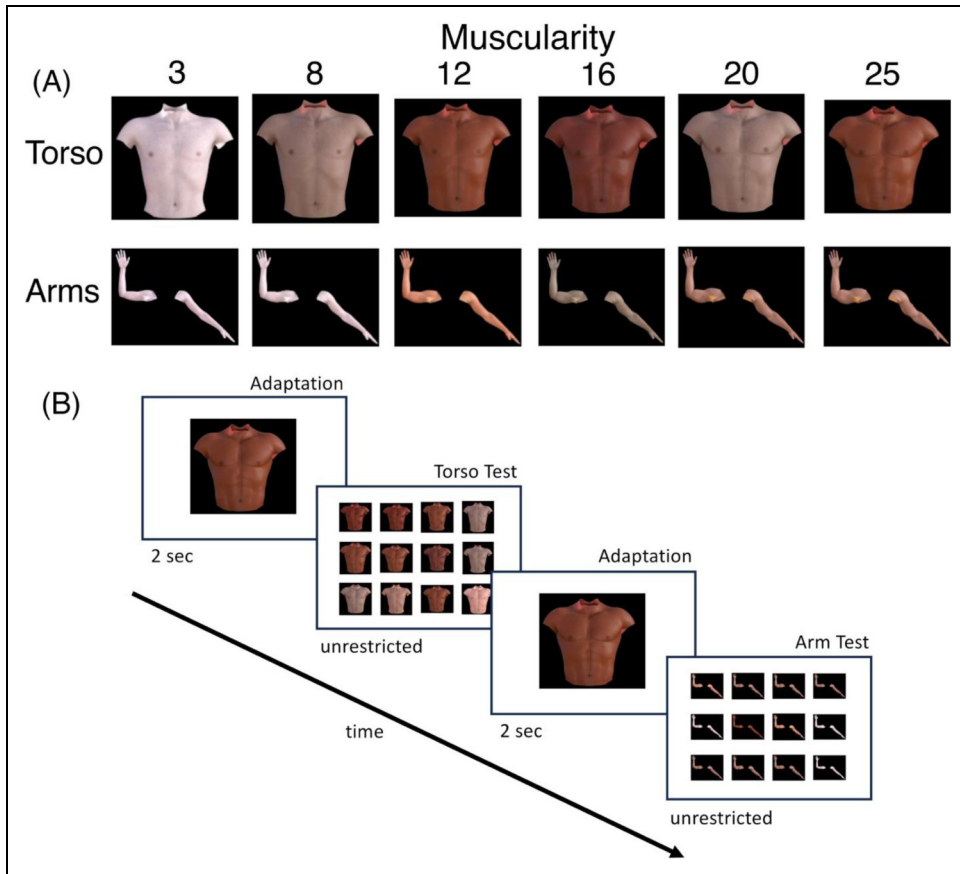 Muscularity
(A) 3 8 12 16 20 25
Torso
Arms
(B)
Adaptation
2 sec
Torso Test
unrestricted
Adaptation
2 sec
Arm Test
unrestricted
time